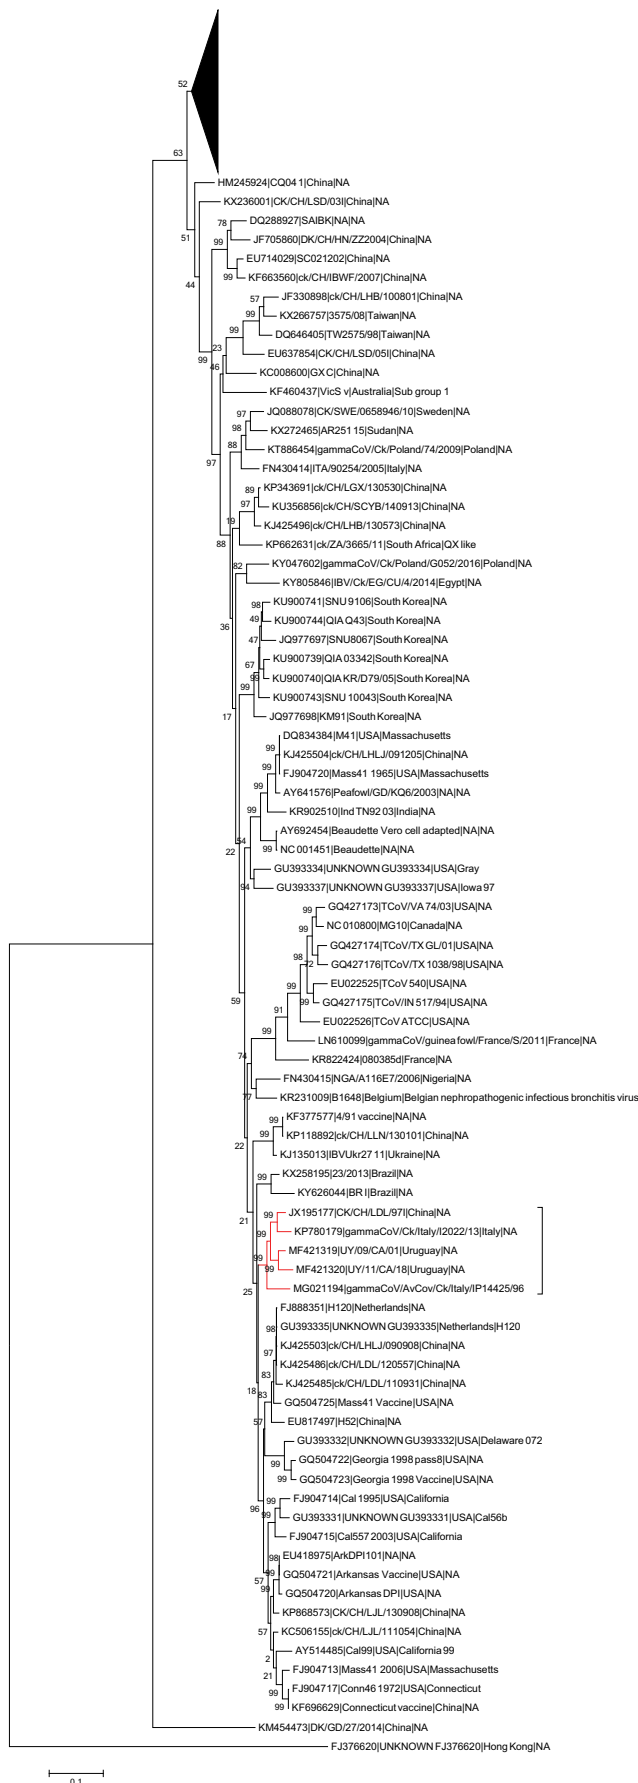 52
63
HM245924|CQ04 1|China|NA
KX236001|CK/CH/LSD/03I|China|NA
51
78
DQ288927|SAIBK|NA|NA
JF705860|DK/CH/HN/ZZ2004|China|NA
99
EU714029|SC021202|China|NA
99
KF663560|ck/CH/IBWF/2007|China|NA
44
57
JF330898|ck/CH/LHB/100801|China|NA
KX266757|3575/08|Taiwan|NA
99
DQ646405|TW2575/98|Taiwan|NA
99
23
EU637854|CK/CH/LSD/05I|China|NA
99
46
KC008600|GX C|China|NA
KF460437|VicS v|Australia|Sub group 1
97
JQ088078|CK/SWE/0658946/10|Sweden|NA
98
KX272465|AR251 15|Sudan|NA
88
KT886454|gammaCoV/Ck/Poland/74/2009|Poland|NA
97
FN430414|ITA/90254/2005|Italy|NA
89
KP343691|ck/CH/LGX/130530|China|NA
97
KU356856|ck/CH/SCYB/140913|China|NA
19
KJ425496|ck/CH/LHB/130573|China|NA
88
KP662631|ck/ZA/3665/11|South Africa|QX like
82
KY047602|gammaCoV/Ck/Poland/G052/2016|Poland|NA
KY805846|IBV/Ck/EG/CU/4/2014|Egypt|NA
98
KU900741|SNU 9106|South Korea|NA
49
KU900744|QIA Q43|South Korea|NA
36
47
JQ977697|SNU8067|South Korea|NA
67
KU900739|QIA 03342|South Korea|NA
99
KU900740|QIA KR/D79/05|South Korea|NA
99
KU900743|SNU 10043|South Korea|NA
17
JQ977698|KM91|South Korea|NA
DQ834384|M41|USA|Massachusetts
99
KJ425504|ck/CH/LHLJ/091205|China|NA
99
FJ904720|Mass41 1965|USA|Massachusetts
99
AY641576|Peafowl/GD/KQ6/2003|NA|NA
99
KR902510|Ind TN92 03|India|NA
AY692454|Beaudette Vero cell adapted|NA|NA
54
22
99
NC 001451|Beaudette|NA|NA
GU393334|UNKNOWN GU393334|USA|Gray
94
GU393337|UNKNOWN GU393337|USA|Iowa 97
99
GQ427173|TCoV/VA 74/03|USA|NA
99
NC 010800|MG10|Canada|NA
GQ427174|TCoV/TX GL/01|USA|NA
98
72
GQ427176|TCoV/TX 1038/98|USA|NA
99
EU022525|TCoV 540|USA|NA
59
99
GQ427175|TCoV/IN 517/94|USA|NA
91
EU022526|TCoV ATCC|USA|NA
99
LN610099|gammaCoV/guinea fowl/France/S/2011|France|NA
74
KR822424|080385d|France|NA
FN430415|NGA/A116E7/2006|Nigeria|NA
77
KR231009|B1648|Belgium|Belgian nephropathogenic infectious bronchitis virus
KF377577|4/91 vaccine|NA|NA
99
99
KP118892|ck/CH/LLN/130101|China|NA
22
KJ135013|IBVUkr27 11|Ukraine|NA
99
KX258195|23/2013|Brazil|NA
KY626044|BR I|Brazil|NA
99
JX195177|CK/CH/LDL/97I|China|NA
21
99
KP780179|gammaCoV/Ck/Italy/I2022/13|Italy|NA
99
MF421319|UY/09/CA/01|Uruguay|NA
99
MF421320|UY/11/CA/18|Uruguay|NA
25
MG021194|gammaCoV/AvCov/Ck/Italy/IP14425/96
FJ888351|H120|Netherlands|NA
98
GU393335|UNKNOWN GU393335|Netherlands|H120
97
KJ425503|ck/CH/LHLJ/090908|China|NA
KJ425486|ck/CH/LDL/120557|China|NA
83
KJ425485|ck/CH/LDL/110931|China|NA
18
83
GQ504725|Mass41 Vaccine|USA|NA
57
EU817497|H52|China|NA
GU393332|UNKNOWN GU393332|USA|Delaware 072
99
GQ504722|Georgia 1998 pass8|USA|NA
99
GQ504723|Georgia 1998 Vaccine|USA|NA
99
FJ904714|Cal 1995|USA|California
96
99
GU393331|UNKNOWN GU393331|USA|Cal56b
FJ904715|Cal557 2003|USA|California
98
EU418975|ArkDPI101|NA|NA
99
GQ504721|Arkansas Vaccine|USA|NA
57
99
GQ504720|Arkansas DPI|USA|NA
KP868573|CK/CH/LJL/130908|China|NA
57
KC506155|ck/CH/LJL/111054|China|NA
AY514485|Cal99|USA|California 99
2
FJ904713|Mass41 2006|USA|Massachusetts
21
99
FJ904717|Conn46 1972|USA|Connecticut
99
KF696629|Connecticut vaccine|China|NA
KM454473|DK/GD/27/2014|China|NA
FJ376620|UNKNOWN FJ376620|Hong Kong|NA
0.1